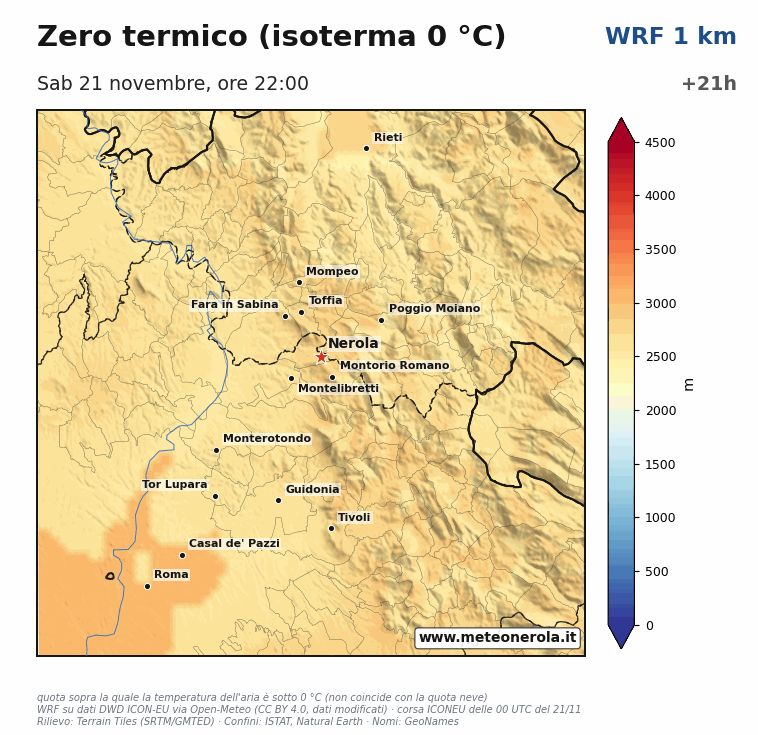 Zero termico (isoterma 0 °C)
WRF 1 km
Sab 21 novembre, ore 22:00
+21h
Rieti
Mompeo
Toffia
Fara in Sabina
Poggio Moiano
Nerola
Montorio Romano
Montelibretti
Monterotondo
Tor Lupara
Guidonia
Tivoli
Casal de' Pazzi
Roma
www.meteonerola.it
4500
4000
3500
3000
2500
2000
1500
1000
500
0
m
quota sopra la quale la temperatura dell'aria è sotto 0 °C (non coincide con la quota neve)
WRF su dati DWD ICON-EU via Open-Meteo (CC BY 4.0, dati modificati) · corsa ICONEU delle 00 UTC del 21/11
Rilievo: Terrain Tiles (SRTM/GMTED) · Confini: ISTAT, Natural Earth · Nomi: GeoNames